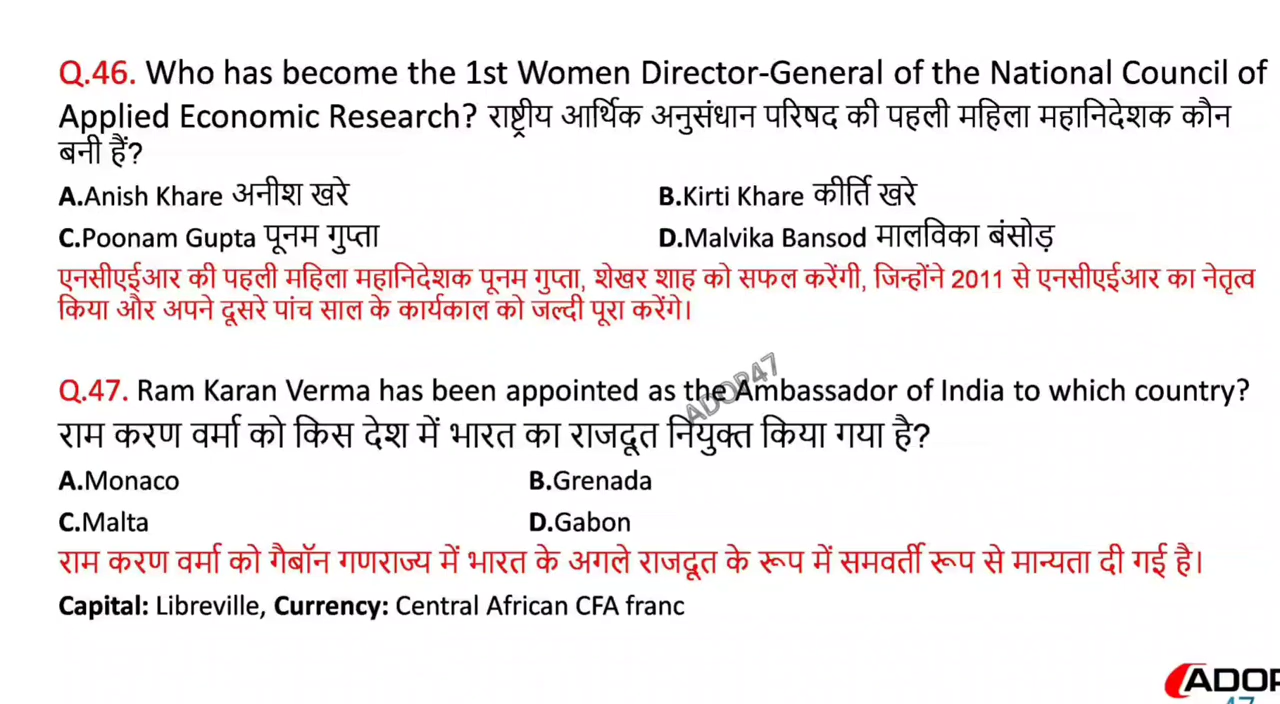 Q.46. Who has become the 1st Women Director-General of the National Council of
Applied Economic Research? राष्ट्रीय आर्थिक अनुसंधान परिषद की पहली महिला महानिदेशक कौन
बनी हैं?
A.Anish Khare अनीश खरे B.Kirti Khare कीर्ति खरे
C.Poonam Gupta पूनम गुप्ता D.Malvika Bansod मालविका बंसोड़
एनसीएईआर की पहली महिला महानिदेशक पूनम गुप्ता, शेखर शाह को सफल करेंगी, जिन्होंने 2011 से एनसीएईआर का नेतृत्व
किया और अपने दूसरे पांच साल के कार्यकाल को जल्दी पूरा करेंगे।
Q.47. Ram Karan Verma has been appointed as the Ambassador of India to which country?
ADOP47
राम करण वर्मा को किस देश में भारत का राजदूत नियुक्त किया गया है?
A.Monaco B.Grenada
C.Malta D.Gabon
राम करण वर्मा को गैबॉन गणराज्य में भारत के अगले राजदूत के रूप में समवर्ती रूप से मान्यता दी गई है।
Capital: Libreville, Currency: Central African CFA franc
ADOP
47